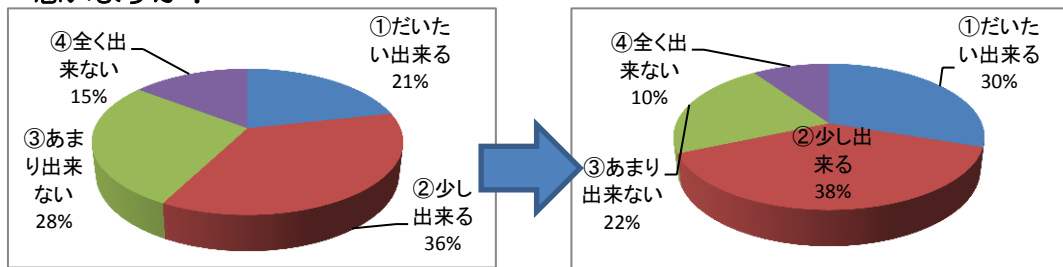 ①だいた
い出来る
21%
②少し
出来る
36%
③あま
り出来
ない
28%
④全く出
来ない
15%
①だいた
い出来る
30%
②少し出
来る
38%
③あまり
出来ない
22%
④全く出
来ない
10%